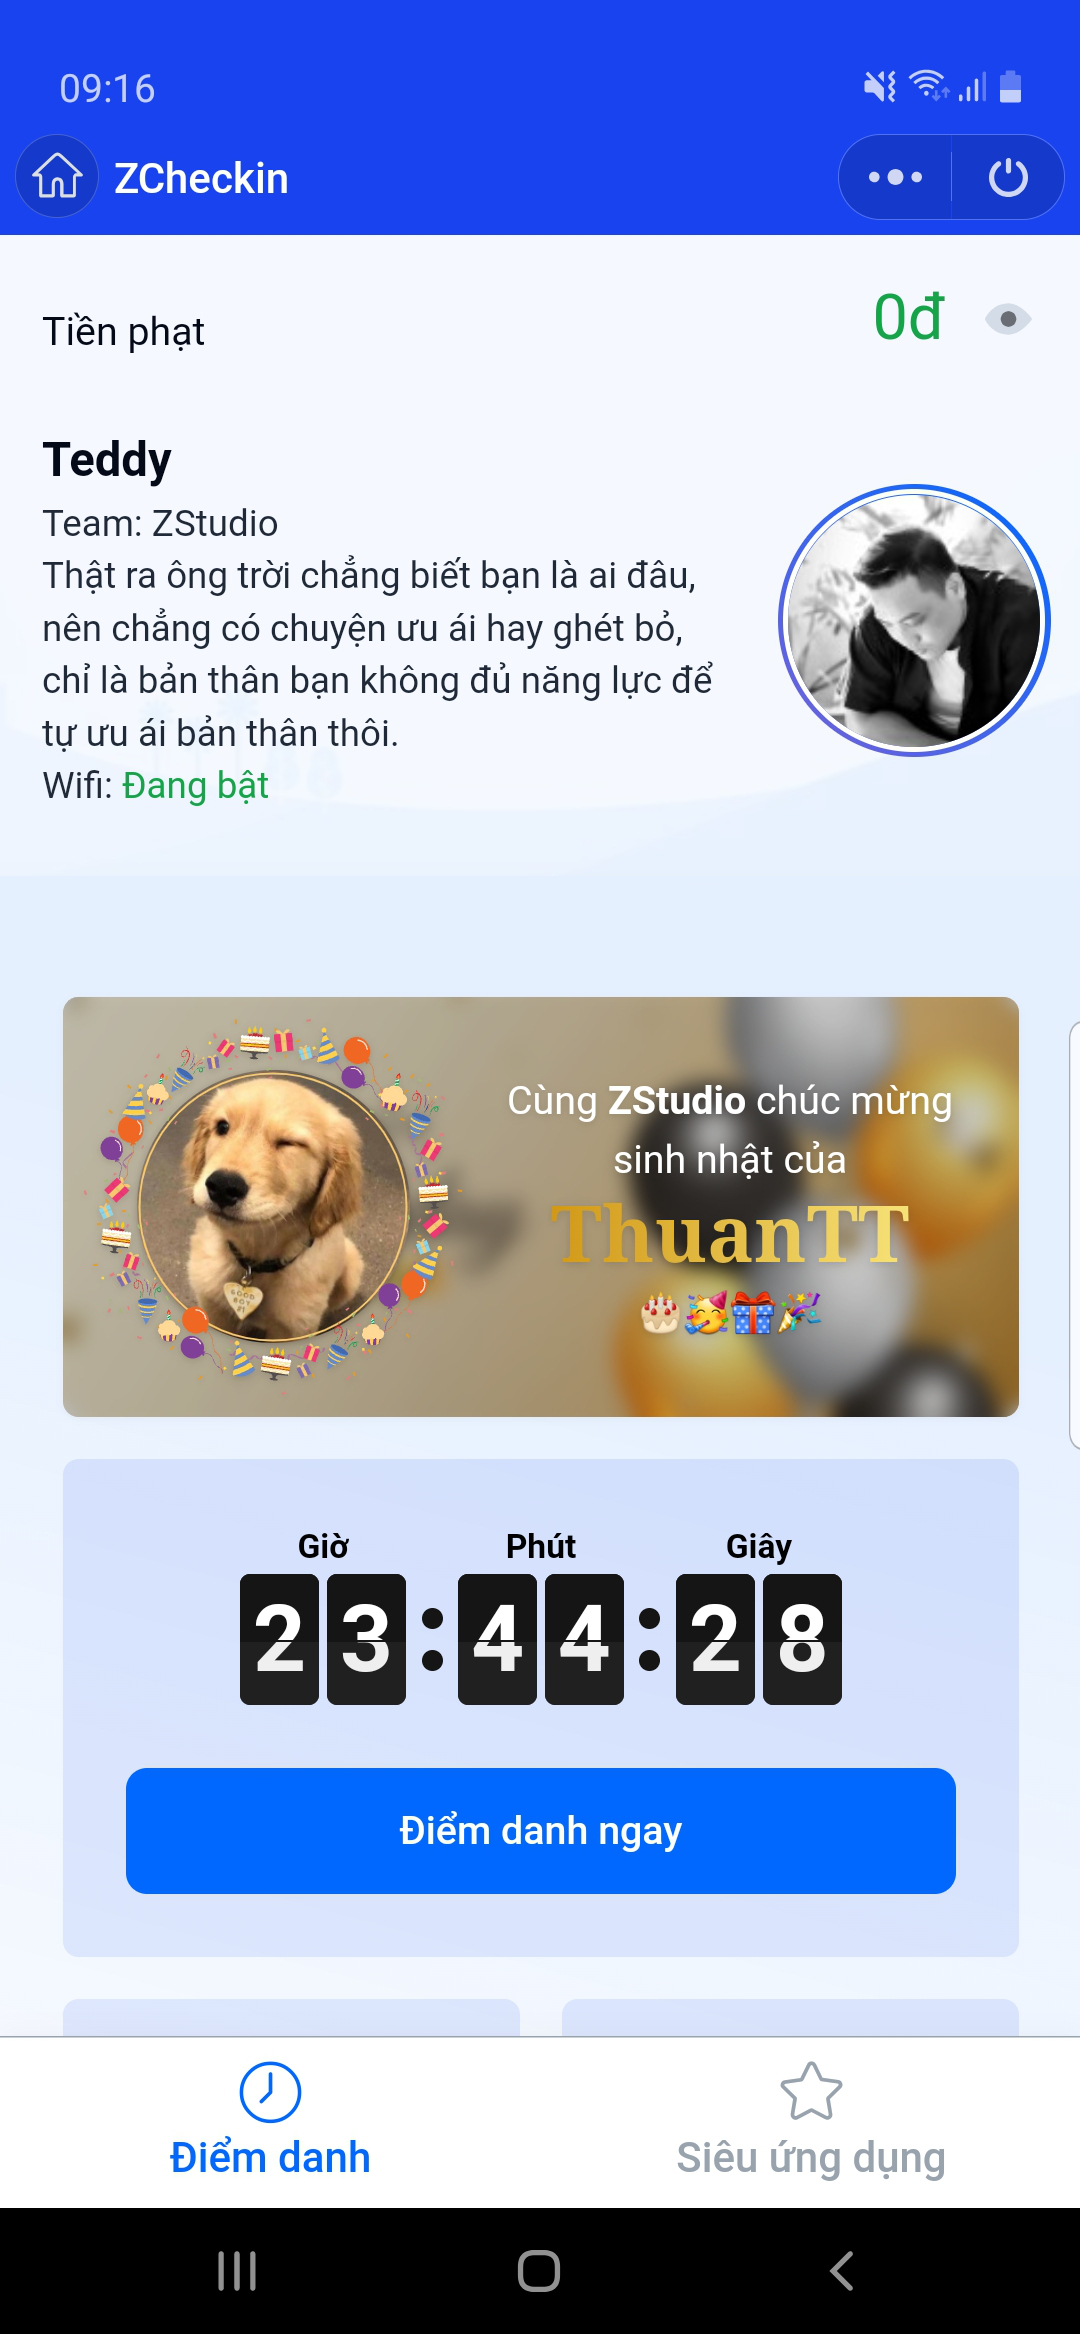 09:16
ZCheckin
Tiền phạt
0đ
Teddy
Team: ZStudio
Thật ra ông trời chẳng biết bạn là ai đâu,
nên chẳng có chuyện ưu ái hay ghét bỏ,
chỉ là bản thân bạn không đủ năng lực để
tự ưu ái bản thân thôi.
Wifi: Đang bật
Cùng ZStudio chúc mừng
sinh nhật của
ThuanTT
GOOD
BOY
#1
Giờ Phút Giây
23:44:28
Điểm danh ngay
Điểm danh
Siêu ứng dụng